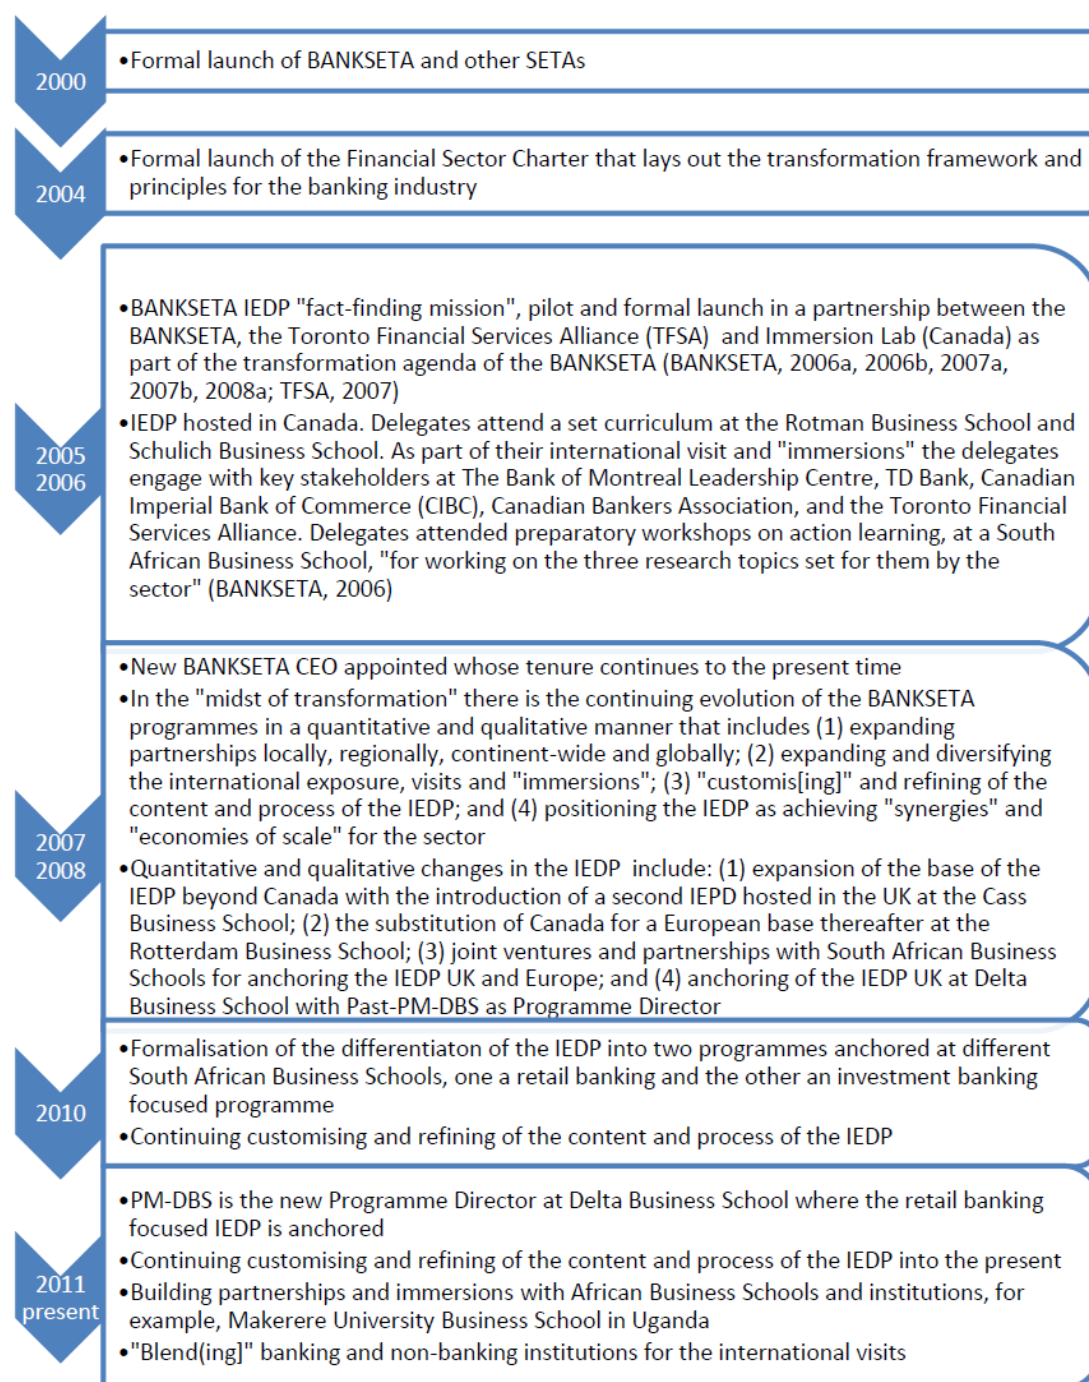 2000
•Formal launch of BANKSETA and other SETAs
2004
•Formal launch of the Financial Sector Charter that lays out the transformation framework and
principles for the banking industry
2005
2006
•BANKSETA IEDP "fact-finding mission", pilot and formal launch in a partnership between the
BANKSETA, the Toronto Financial Services Alliance (TFSA) and Immersion Lab (Canada) as
part of the transformation agenda of the BANKSETA (BANKSETA, 2006a, 2006b, 2007a,
2007b, 2008a; TFSA, 2007)
•IEDP hosted in Canada. Delegates attend a set curriculum at the Rotman Business School and
Schulich Business School. As part of their international visit and "immersions" the delegates
engage with key stakeholders at The Bank of Montreal Leadership Centre, TD Bank, Canadian
Imperial Bank of Commerce (CIBC), Canadian Bankers Association, and the Toronto Financial
Services Alliance. Delegates attended preparatory workshops on action learning, at a South
African Business School, "for working on the three research topics set for them by the
sector" (BANKSETA, 2006)
2007
2008
•New BANKSETA CEO appointed whose tenure continues to the present time
•In the "midst of transformation" there is the continuing evolution of the BANKSETA
programmes in a quantitative and qualitative manner that includes (1) expanding
partnerships locally, regionally, continent-wide and globally; (2) expanding and diversifying
the international exposure, visits and "immersions"; (3) "customis[ing]" and refining of the
content and process of the IEDP; and (4) positioning the IEDP as achieving "synergies" and
"economies of scale" for the sector
•Quantitative and qualitative changes in the IEDP include: (1) expansion of the base of the
IEDP beyond Canada with the introduction of a second IEPD hosted in the UK at the Cass
Business School; (2) the substitution of Canada for a European base thereafter at the
Rotterdam Business School; (3) joint ventures and partnerships with South African Business
Schools for anchoring the IEDP UK and Europe; and (4) anchoring of the IEDP UK at Delta
Business School with Past-PM-DBS as Programme Director
2010
•Formalisation of the differentiaton of the IEDP into two programmes anchored at different
South African Business Schools, one a retail banking and the other an investment banking
focused programme
•Continuing customising and refining of the content and process of the IEDP
2011
present
•PM-DBS is the new Programme Director at Delta Business School where the retail banking
focused IEDP is anchored
•Continuing customising and refining of the content and process of the IEDP into the present
•Building partnerships and immersions with African Business Schools and institutions, for
example, Makerere University Business School in Uganda
•"Blend(ing]" banking and non-banking institutions for the international visits